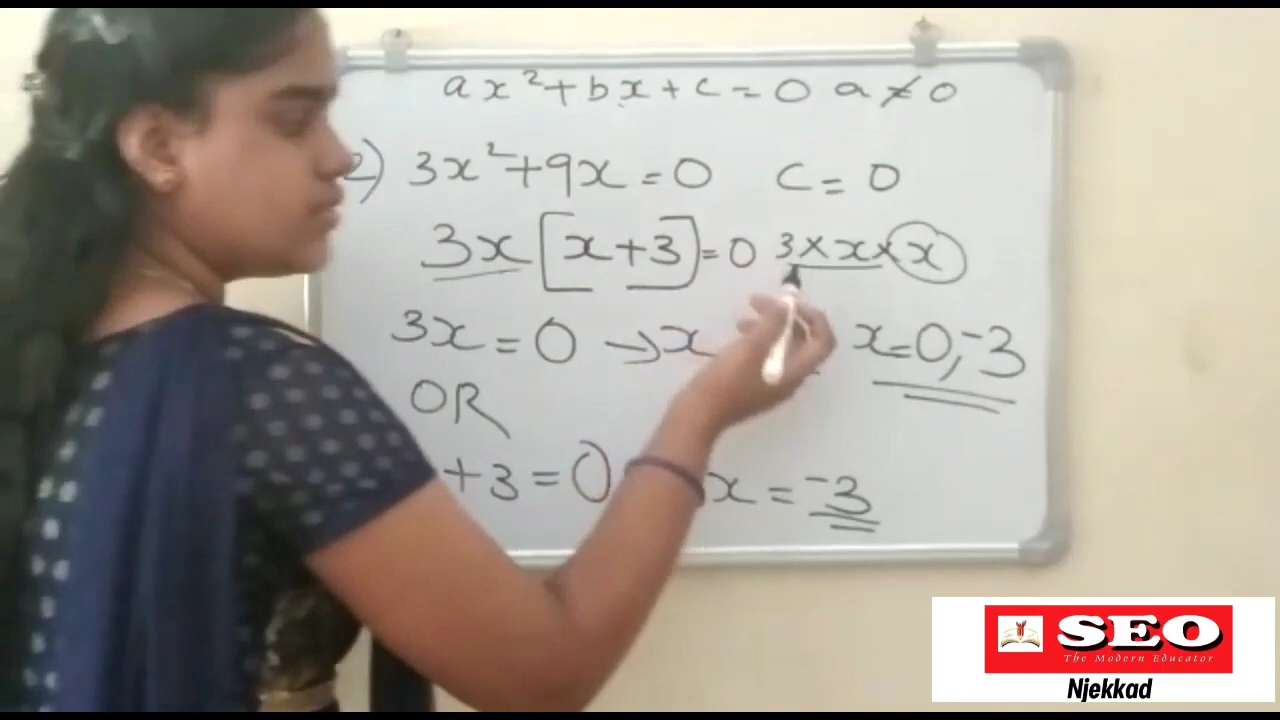 ax²+bx+c=0 a≠0
2) 3x²+9x=0 c=0
3x[x+3]=0 3×x×x
3x=0→x x=0,-3
OR
+3=0 x=-3
SEO
The Modern Educator
Njekkad